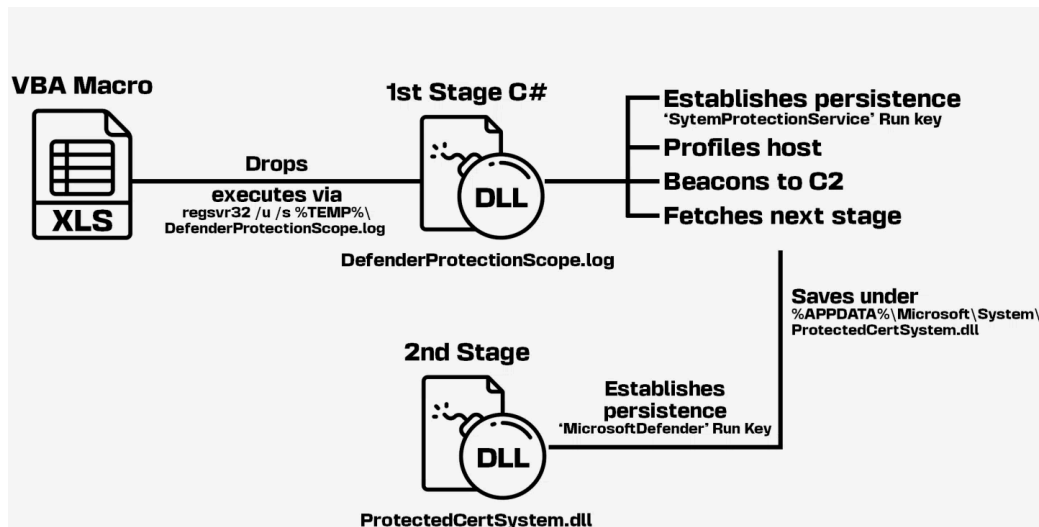 VBA Macro
XLS
Drops
executes via
regsvr32 /u /s %TEMP%\
DefenderProtectionScope.log
1st Stage C#
DLL
DefenderProtectionScope.log
Establishes persistence
‘SytemProtectionService’ Run key
Profiles host
Beacons to C2
Fetches next stage
Saves under
%APPDATA%\Microsoft\System\
ProtectedCertSystem.dll
Establishes
persistence
‘MicrosoftDefender’ Run Key
2nd Stage
DLL
ProtectedCertSystem.dll